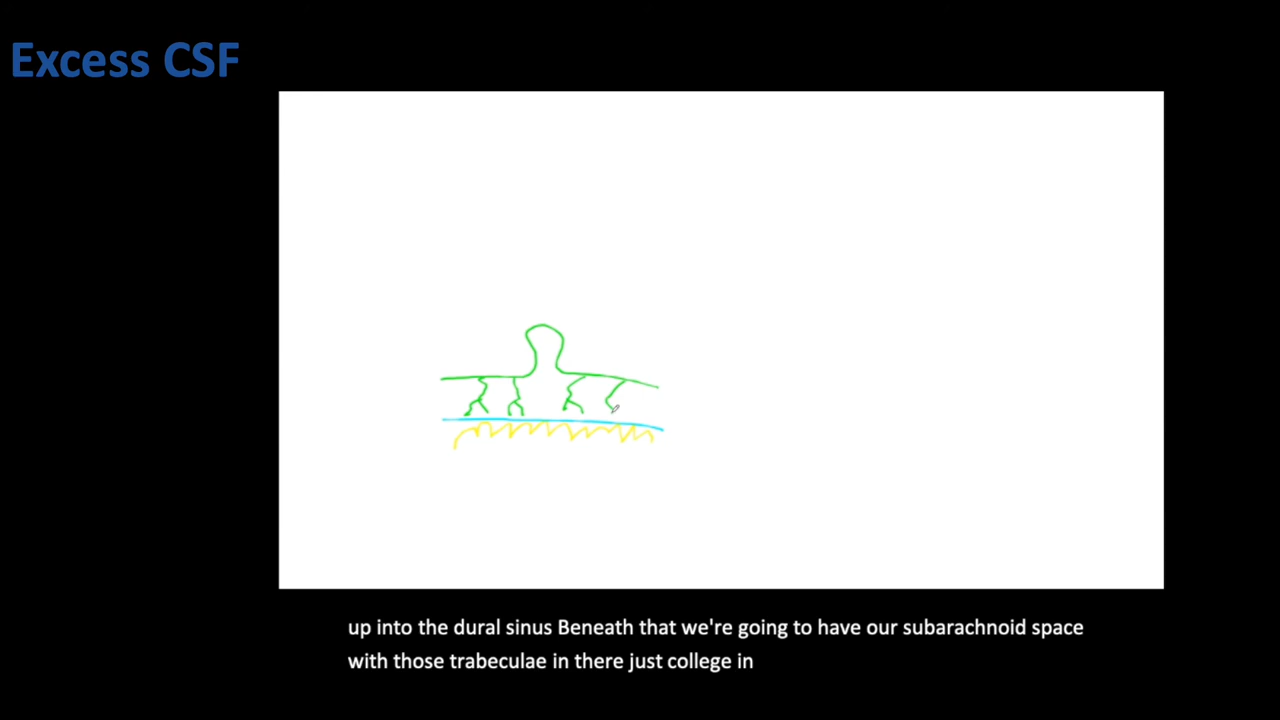 Excess CSF
up into the dural sinus Beneath that we're going to have our subarachnoid space
with those trabeculae in there just college in